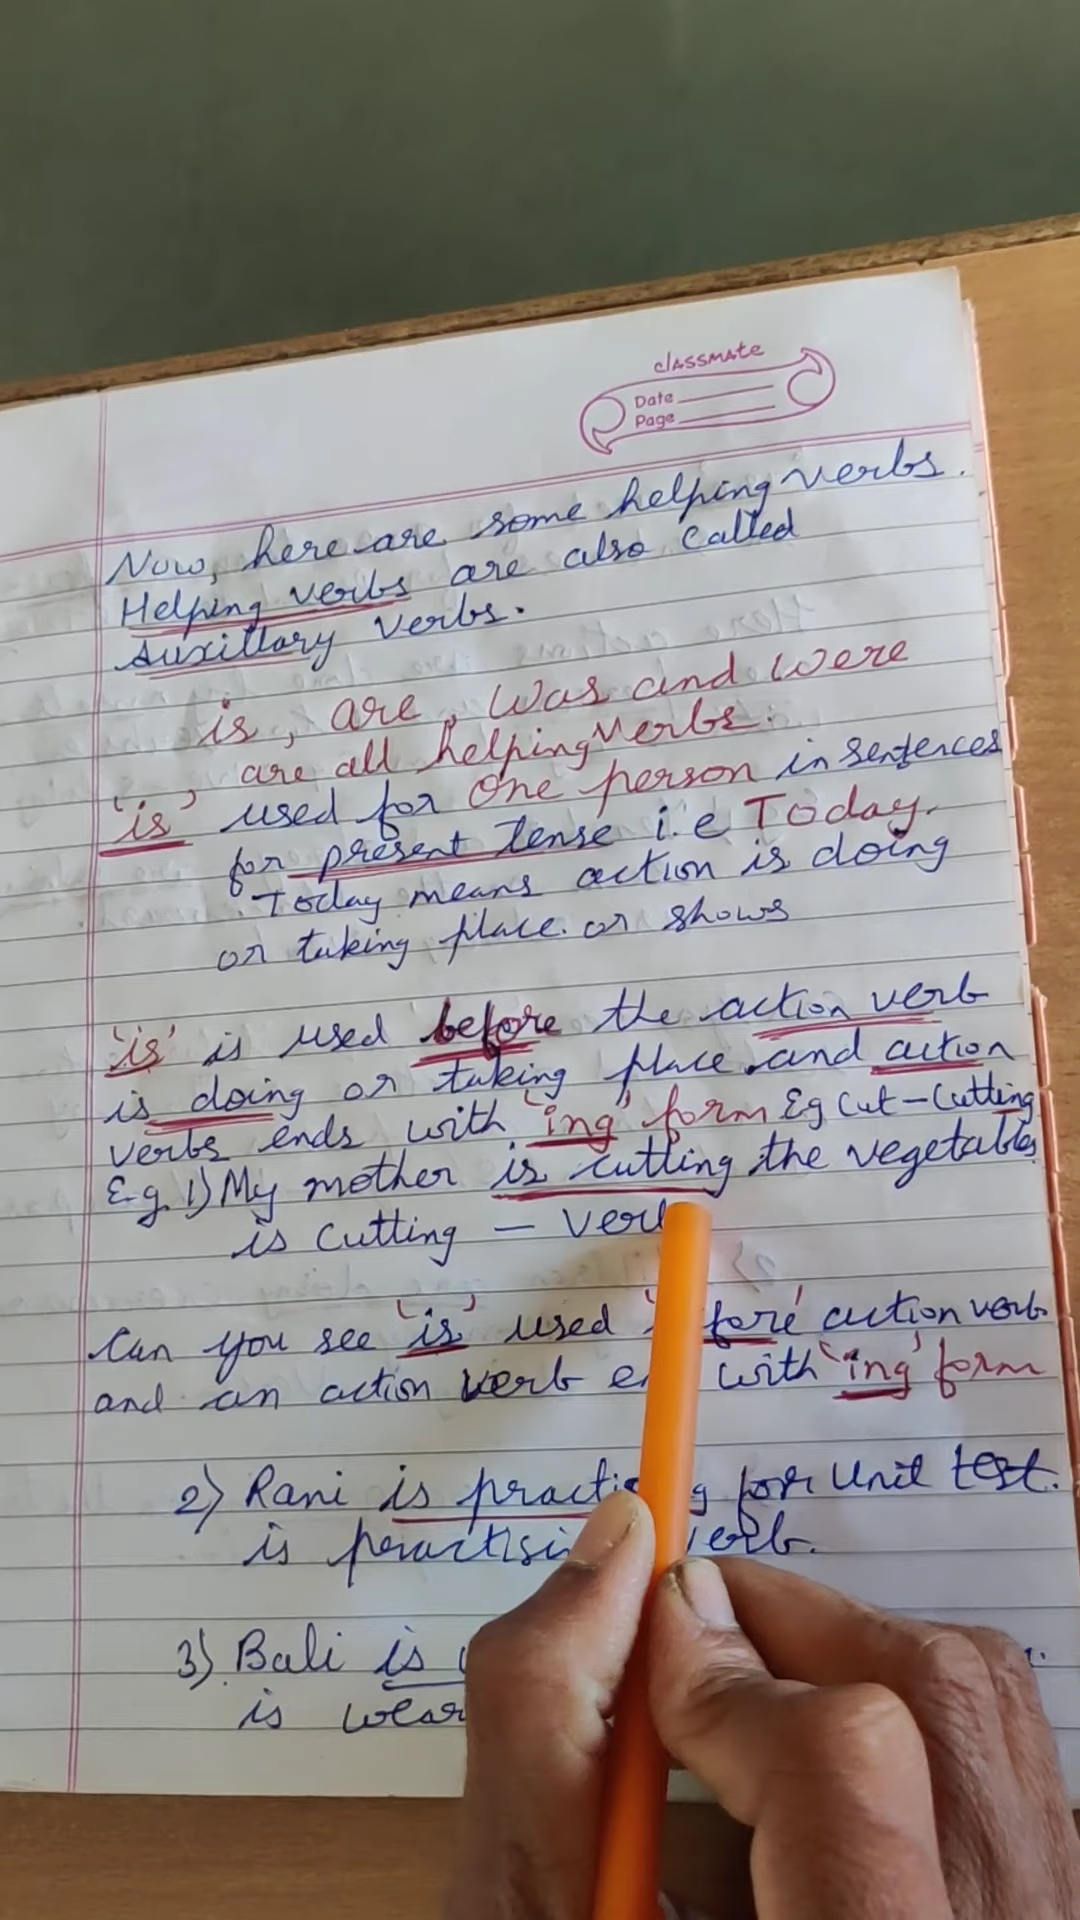 classmate
Date
Page
Now, here are some helping verbs.
Helping verbs are also called
Auxillary verbs.
is, are, was and were
are all helping verbs.
'is' used for one person in sentences
for present tense i.e Today.
Today means action is doing
or taking place. or shows
'is' is used before the action verb
is doing or taking place and action
verbs ends with 'ing' form Eg Cut - Cutting
E.g. 1) My mother is cutting the vegetables
is cutting - ver
Can you see 'is' used action verb
and an action verb with 'ing' form
2) Rani is for Unit test.
is
3) Bali is
is